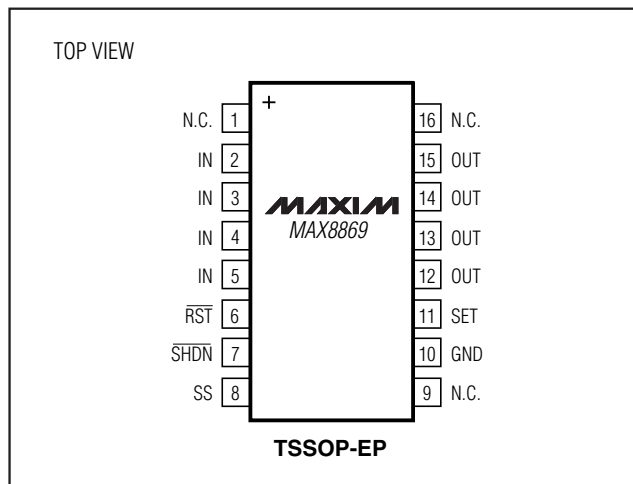 TOP VIEW
+
N.C. 1 16 N.C.
IN 2 15 OUT
IN 3 14 OUT
MAXIM
IN 4 13 OUT
MAX8869
IN 5 12 OUT
RST 6 11 SET
SHDN 7 10 GND
SS 8 9 N.C.
TSSOP-EP